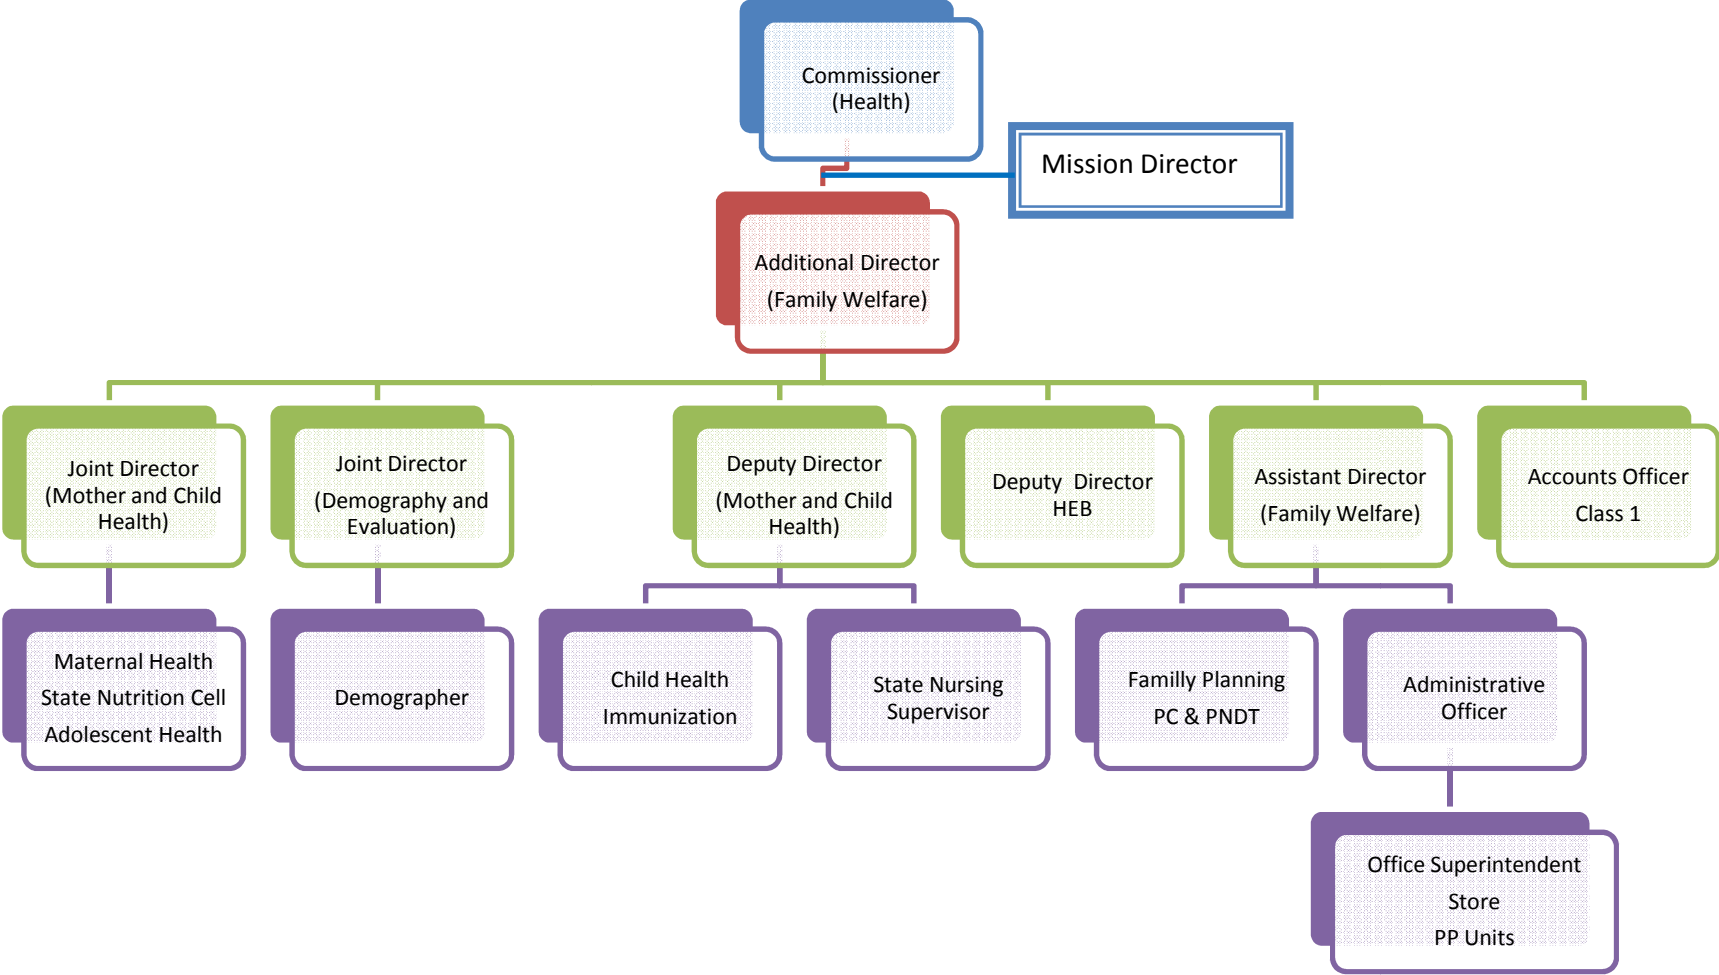 Commissioner
(Health)
Mission Director
Additional Director
(Family Welfare)
Joint Director
(Mother and Child
Health)
Joint Director
(Demography and
Evaluation)
Deputy Director
(Mother and Child
Health)
Deputy  Director
HEB
Assistant Director
(Family Welfare)
Accounts Officer
Class 1
Maternal Health
State Nutrition Cell
Adolescent Health
Demographer
Child Health
Immunization
State Nursing
Supervisor
Familly Planning
PC & PNDT
Administrative
Officer
Office Superintendent
Store
PP Units